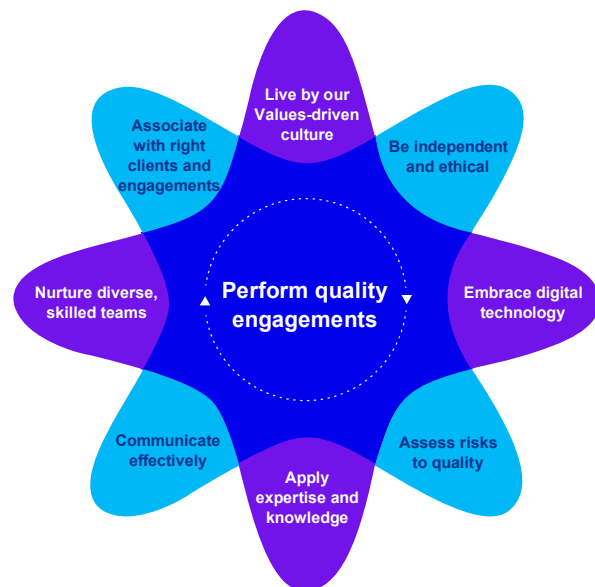 Live by our
Values-driven
culture
Associate
with right
clients and
engagements
Be independent
and ethical
Nurture diverse,
skilled teams
Perform quality
engagements
Embrace digital
technology
Communicate
effectively
Assess risks
to quality
Apply
expertise and
knowledge